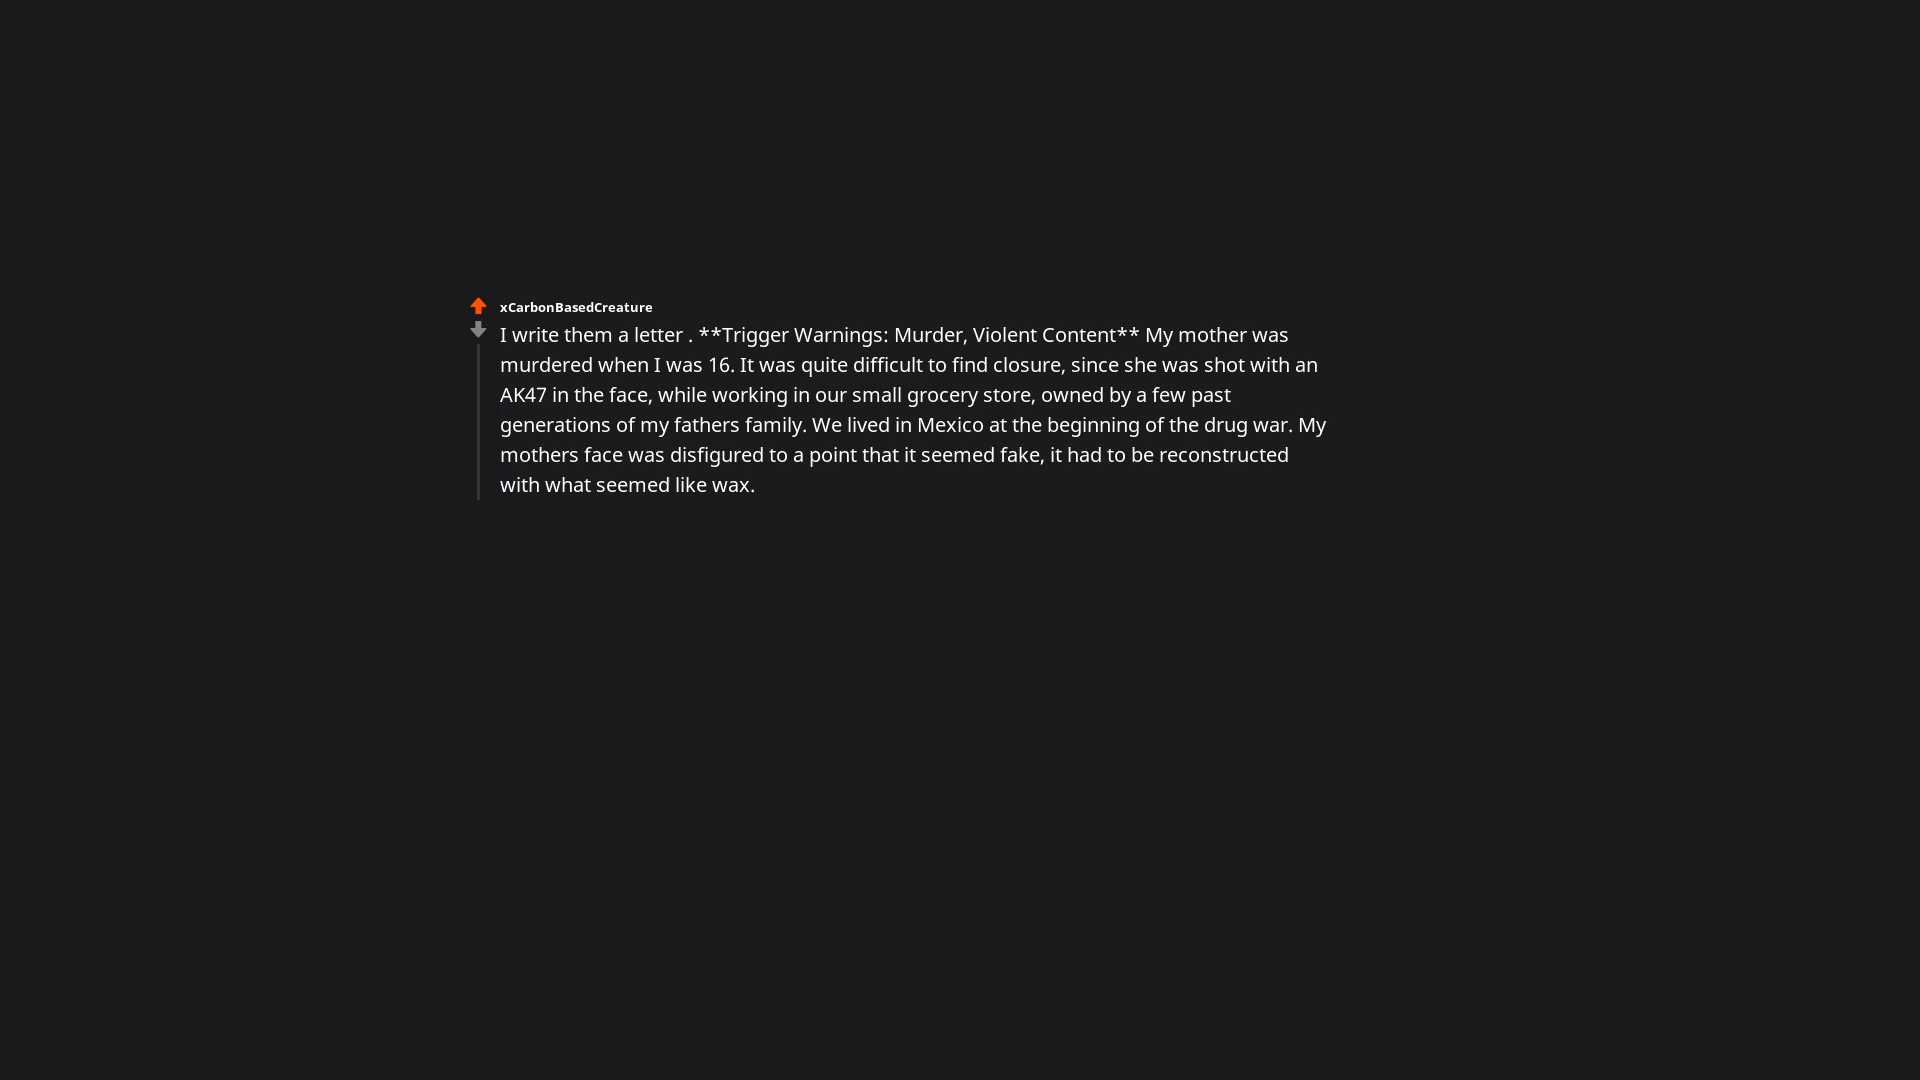 xCarbonBasedCreature
I write them a letter . **Trigger Warnings: Murder, Violent Content** My mother was
murdered when I was 16. It was quite difficult to find closure, since she was shot with an
AK47 in the face, while working in our small grocery store, owned by a few past
generations of my fathers family. We lived in Mexico at the beginning of the drug war. My
mothers face was disfigured to a point that it seemed fake, it had to be reconstructed
with what seemed like wax.